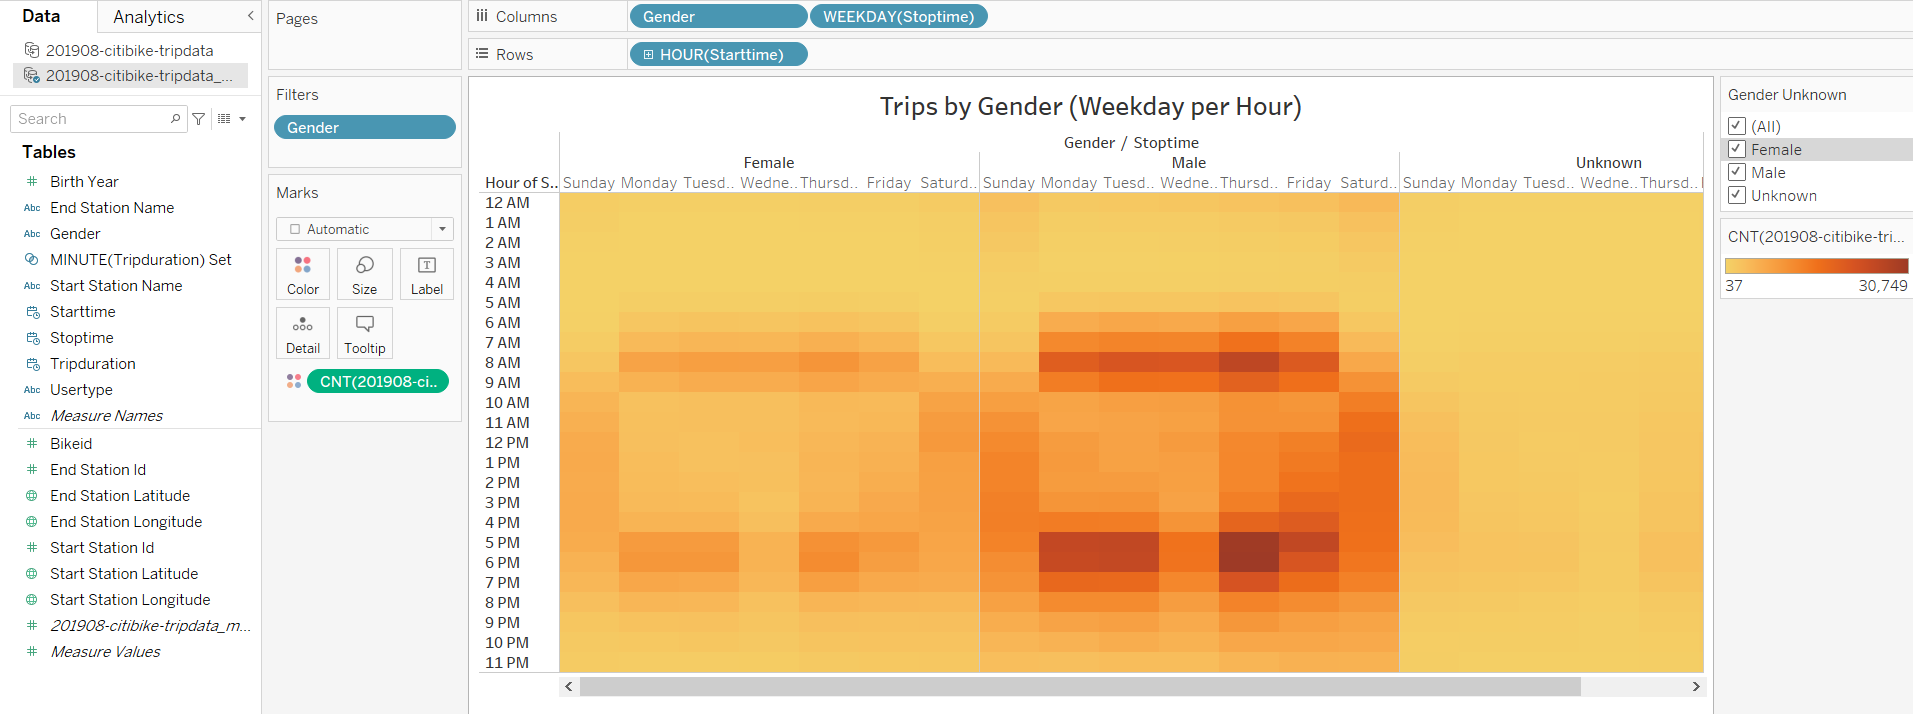 Data
Analytics
201908-citibike-tripdata
201908-citibike-tripdata_...
Search
Tables
Birth Year
Abc End Station Name
Abc Gender
MINUTE(Tripduration) Set
Abc Start Station Name
Starttime
Stoptime
Tripduration
Abc Usertype
Abc Measure Names
Bikeid
End Station Id
End Station Latitude
End Station Longitude
Start Station Id
Start Station Latitude
Start Station Longitude
201908-citibike-tripdata_m...
Measure Values
Pages
Filters
Gender
Marks
Automatic
Color Size Label
Detail Tooltip
CNT(201908-ci..
Columns Gender WEEKDAY(Stoptime)
Rows HOUR(Starttime)
Trips by Gender (Weekday per Hour)
Gender / Stoptime
Female Male Unknown
Hour of S.. Sunday Monday Tuesd.. Wedne.. Thursd.. Friday Saturd.. Sunday Monday Tuesd.. Wedne.. Thursd.. Friday Saturd.. Sunday Monday Tuesd.. Wedne.. Thursd..
12 AM
1 AM
2 AM
3 AM
4 AM
5 AM
6 AM
7 AM
8 AM
9 AM
10 AM
11 AM
12 PM
1 PM
2 PM
3 PM
4 PM
5 PM
6 PM
7 PM
8 PM
9 PM
10 PM
11 PM
Gender Unknown
(All)
Female
Male
Unknown
CNT(201908-citibike-tri...
37 30,749